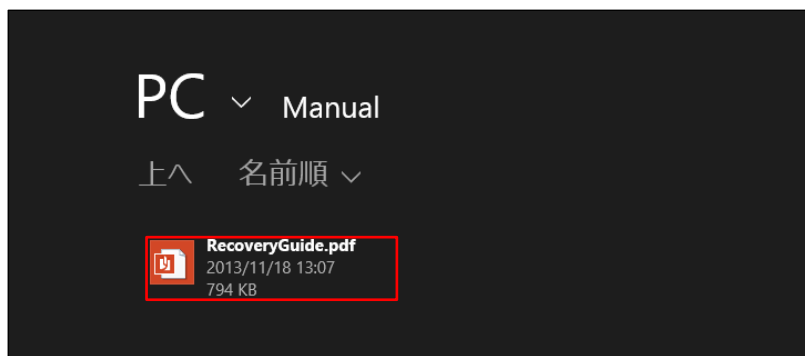 PC Manual
上へ 名前順
RecoveryGuide.pdf
2013/11/18 13:07
794 KB